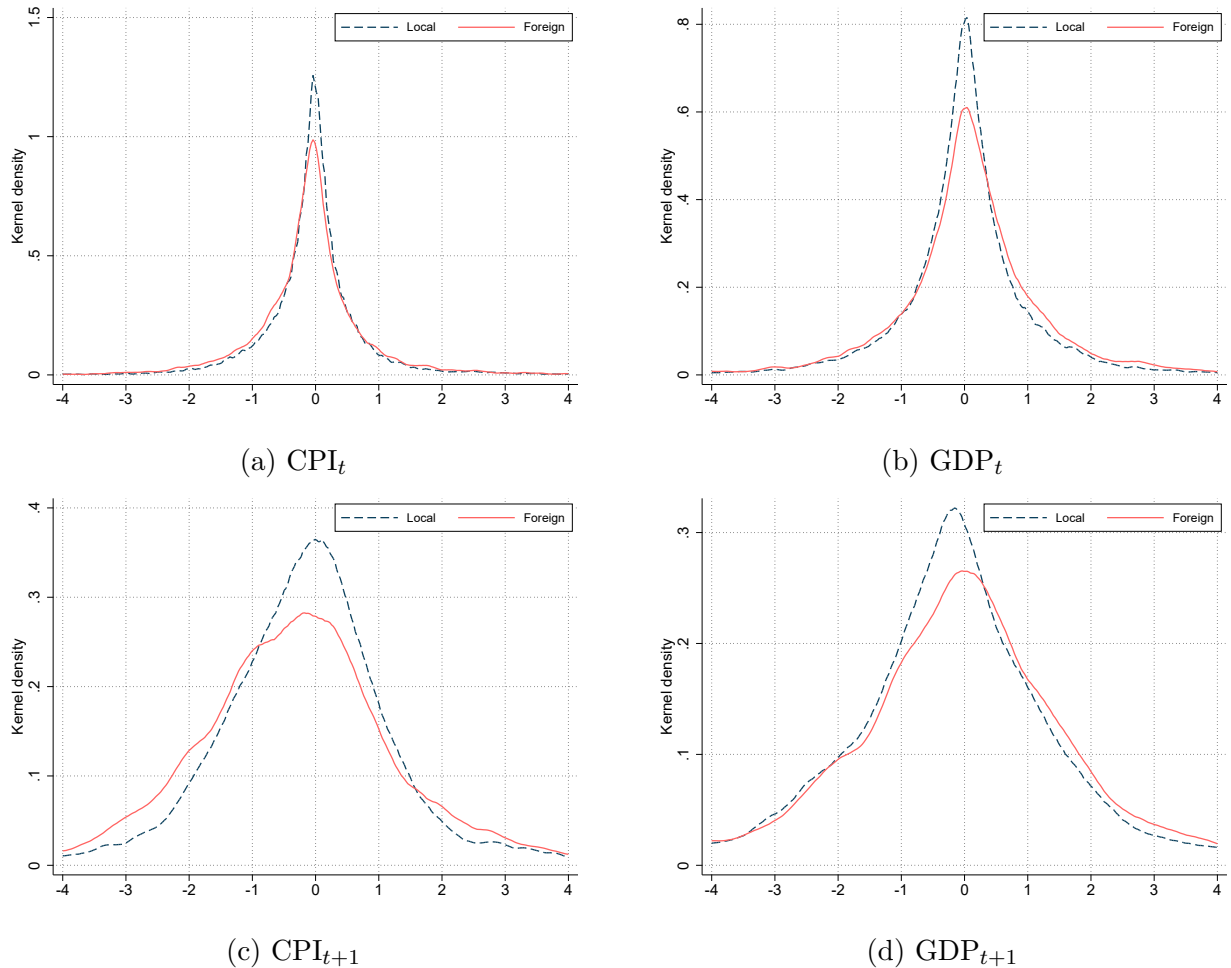 Local Foreign
Kernel density
0 .5 1 1.5
-4 -3 -2 -1 0 1 2 3 4
(a) CPI_t
Local Foreign
Kernel density
0 .2 .4 .6 .8
-4 -3 -2 -1 0 1 2 3 4
(b) GDP_t
Local Foreign
Kernel density
0 .1 .2 .3 .4
-4 -3 -2 -1 0 1 2 3 4
(c) CPI_{t+1}
Local Foreign
Kernel density
0 .1 .2 .3
-4 -3 -2 -1 0 1 2 3 4
(d) GDP_{t+1}